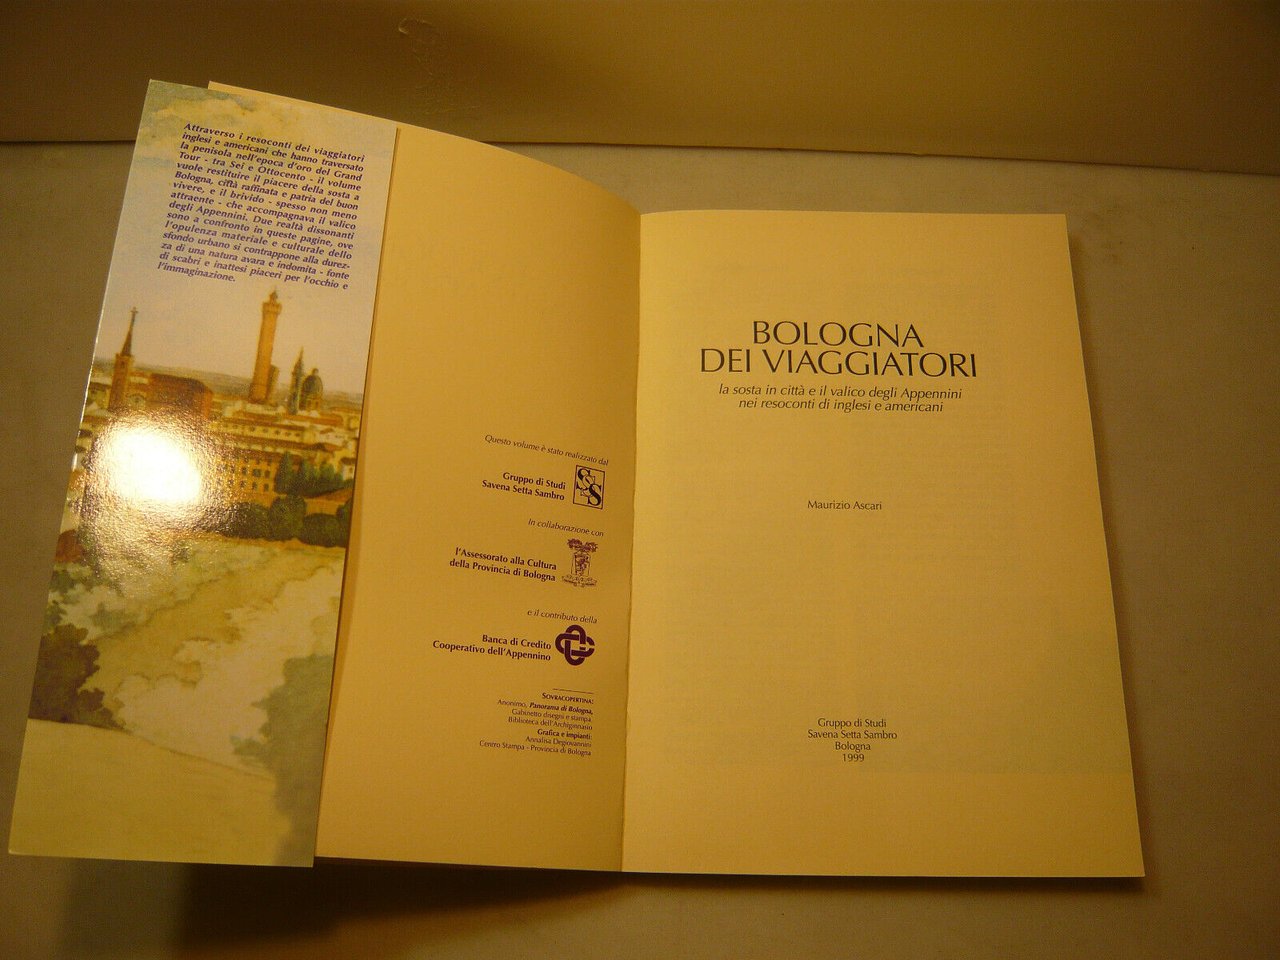 Attraverso i resoconti dei viaggiatori
inglesi e americani che hanno traversato
la penisola nell'epoca d'oro del Grand
Tour - tra Sei e Ottocento - il volume
vuole restituire il piacere della sosta a
Bologna, città raffinata e patria del buon
vivere, e il brivido - spesso non meno
attraente - che accompagnava il valico
degli Appennini. Due realtà dissonanti
sono a confronto in queste pagine, ove
l'opulenza materiale e culturale dello
sfondo urbano si contrappone alla durez-
za di una natura avara e indomita - fonte
di scabri e inattesi piaceri per l'occhio e
l'immaginazione.
Questo volume è stato realizzato dal
Gruppo di Studi
Savena Setta Sambro
SSS
In collaborazione con
l'Assessorato alla Cultura
della Provincia di Bologna
e il contributo della
Banca di Credito
Cooperativo dell'Appennino
SOVRACOPERTINA:
Anonimo, Panorama di Bologna,
Gabinetto disegni e stampa.
Biblioteca dell'Archiginnasio
Grafica e impianti:
Annalisa Degiovannini
Centro Stampa - Provincia di Bologna
BOLOGNA
DEI VIAGGIATORI
la sosta in città e il valico degli Appennini
nei resoconti di inglesi e americani
Maurizio Ascari
Gruppo di Studi
Savena Setta Sambro
Bologna
1999